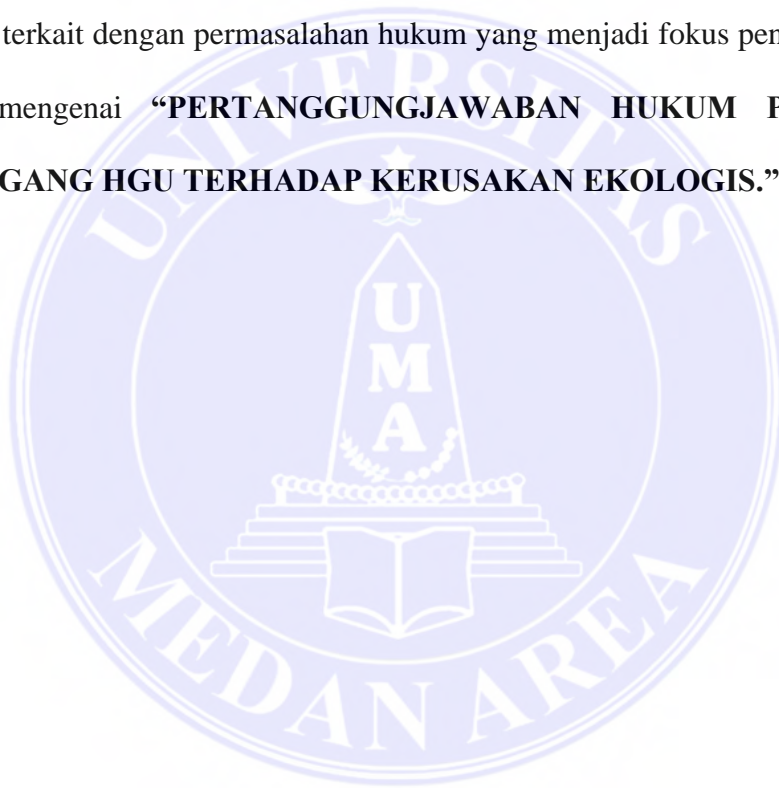 terkait dengan permasalahan hukum yang menjadi fokus pen
mengenai “PERTANGGUNGJAWABAN HUKUM P
GANG HGU TERHADAP KERUSAKAN EKOLOGIS.”
UNIVERSITAS
U
M
A
MEDAN AREA